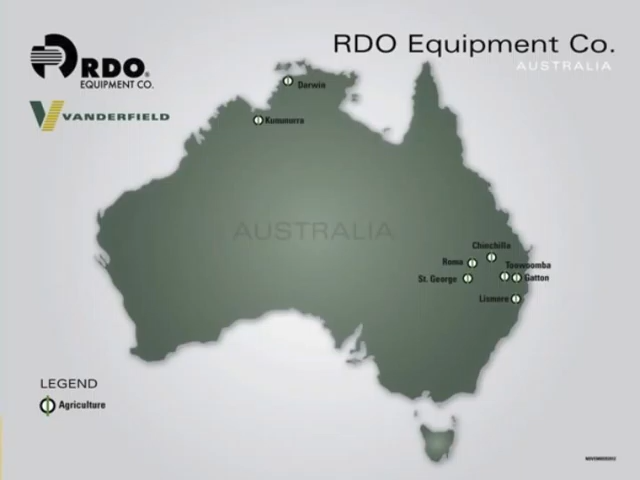 RDO Equipment Co.
AUSTRALIA
RDO
EQUIPMENT CO.
VANDERFIELD
Darwin
Kununurra
AUSTRALIA
Chinchilla
Roma
Toowoomba
St. George
Gatton
Lismore
LEGEND
Agriculture